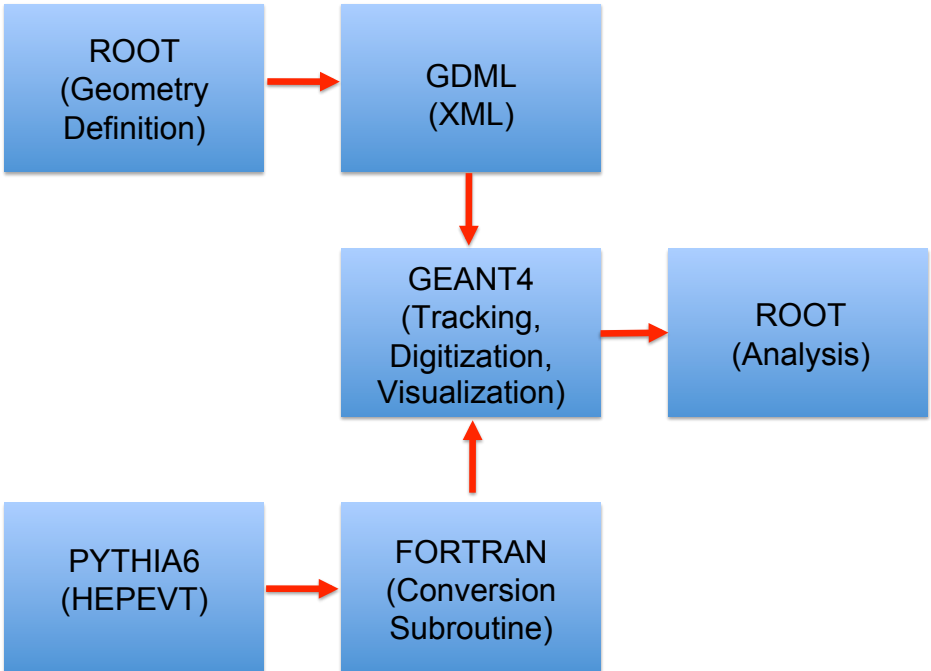 ROOT
(Geometry
Definition)
GDML
(XML)
GEANT4
(Tracking,
Digitization,
Visualization)
ROOT
(Analysis)
PYTHIA6
(HEPEVT)
FORTRAN
(Conversion
Subroutine)